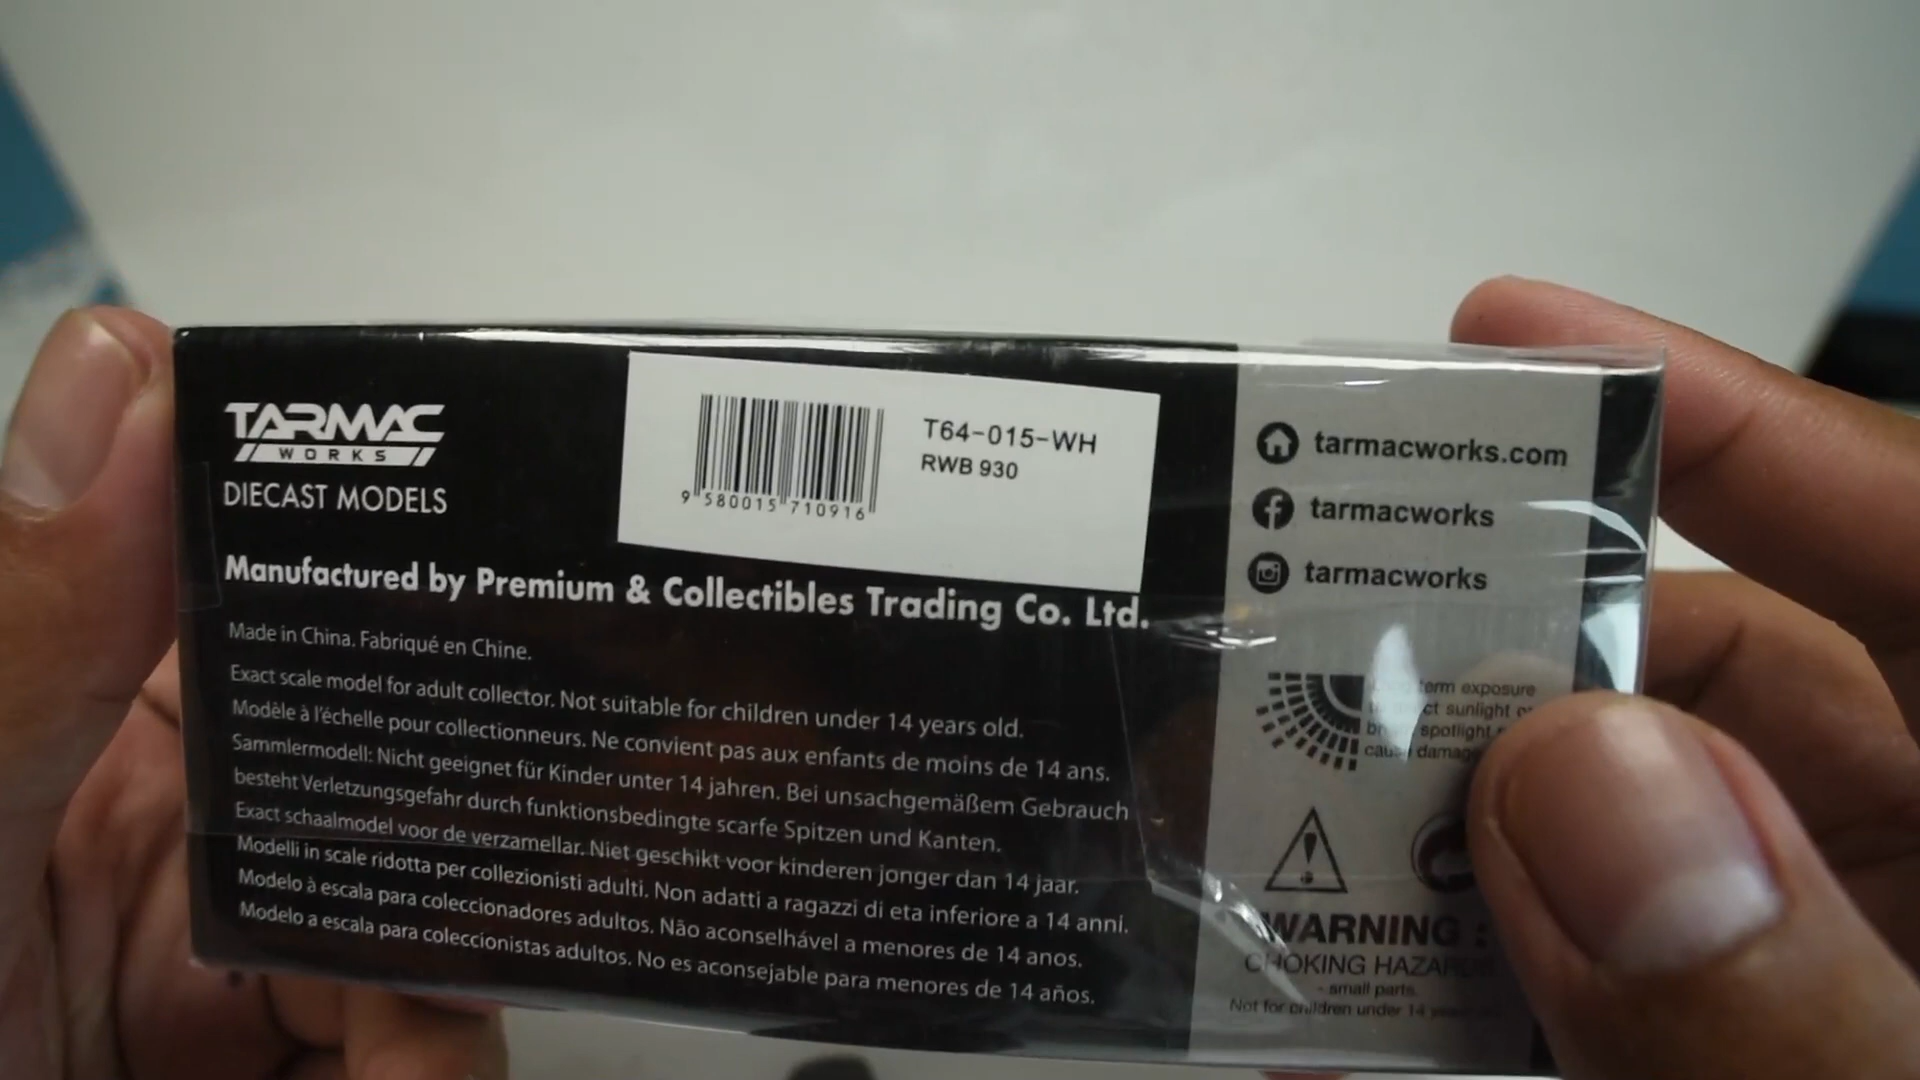 TARMAC
WORKS
DIECAST MODELS
9 580015 710916
T64-015-WH
RWB 930
Manufactured by Premium & Collectibles Trading Co. Ltd.
Made in China. Fabriqué en Chine.
Exact scale model for adult collector. Not suitable for children under 14 years old.
Modèle à l'échelle pour collectionneurs. Ne convient pas aux enfants de moins de 14 ans.
Sammlermodell: Nicht geeignet für Kinder unter 14 jahren. Bei unsachgemäßem Gebrauch
besteht Verletzungsgefahr durch funktionsbedingte scarfe Spitzen und Kanten.
Exact schaalmodel voor de verzamellar. Niet geschikt voor kinderen jonger dan 14 jaar.
Modelli in scale ridotta per collezionisti adulti. Non adatti a ragazzi di eta inferiore a 14 anni.
Modelo à escala para coleccionadores adultos. Não aconselhável a menores de 14 anos.
Modelo a escala para coleccionistas adultos. No es aconsejable para menores de 14 años.
tarmacworks.com
tarmacworks
tarmacworks
term exposure
sunlight
spotlight
WARNING :
CHOKING
- small parts.
Not for children under 14